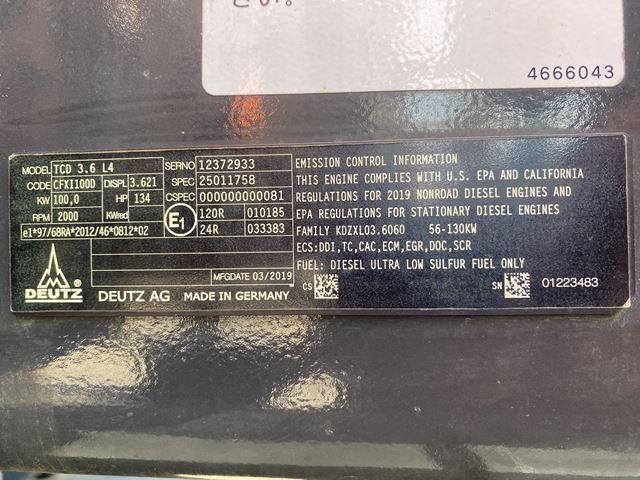 4666043
MODEL TCD 3.6 L4
CODE CFXI100D DISPL 3.621
KW 100,0 HP 134
RPM 2000 KWred
e1*97/68RA*2012/46*0812*02
SERNO 12372933
SPEC 25011758
CSPEC 000000000081
E1 120R 010185
24R 033383
MFGDATE 03/2019
DEUTZ
DEUTZ AG MADE IN GERMANY
EMISSION CONTROL INFORMATION
THIS ENGINE COMPLIES WITH U.S. EPA AND CALIFORNIA
REGULATIONS FOR 2019 NONROAD DIESEL ENGINES AND
EPA REGULATIONS FOR STATIONARY DIESEL ENGINES
FAMILY KDZXL03.6060 56-130KW
ECS:DDI,TC,CAC,ECM,EGR,DOC,SCR
FUEL: DIESEL ULTRA LOW SULFUR FUEL ONLY
CS SN 01223483